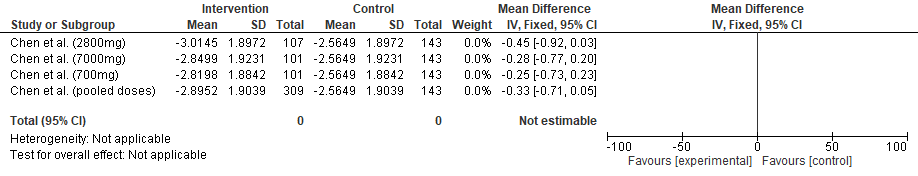 Intervention Control Mean Difference Mean Difference
Study or Subgroup Mean SD Total Mean SD Total Weight IV, Fixed, 95% CI IV, Fixed, 95% CI
Chen et al. (2800mg) -3.0145 1.8972 107 -2.5649 1.8972 143 0.0% -0.45 [-0.92, 0.03]
Chen et al. (7000mg) -2.8499 1.9231 101 -2.5649 1.9231 143 0.0% -0.28 [-0.77, 0.20]
Chen et al. (700mg) -2.8198 1.8842 101 -2.5649 1.8842 143 0.0% -0.25 [-0.73, 0.23]
Chen et al. (pooled doses) -2.8952 1.9039 309 -2.5649 1.9039 143 0.0% -0.33 [-0.71, 0.05]
Total (95% CI) 0 0 Not estimable
Heterogeneity: Not applicable
Test for overall effect: Not applicable
-100 -50 0 50 100
Favours [experimental] Favours [control]